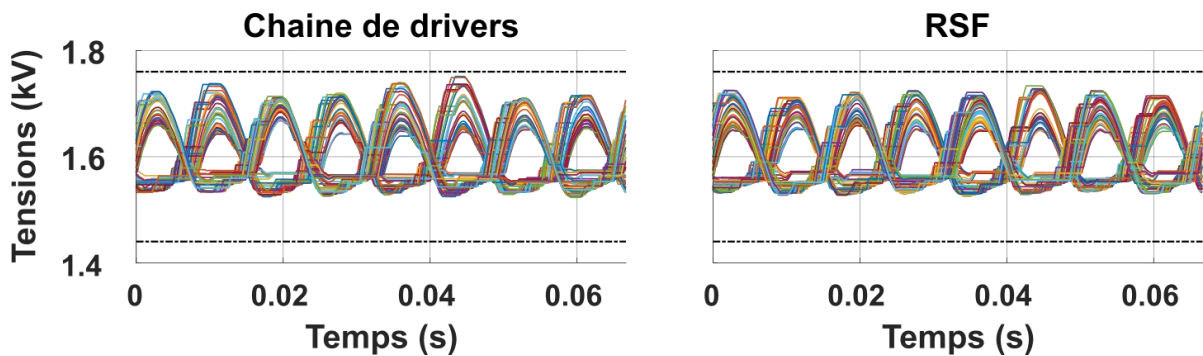 Chaine de drivers
RSF
Tensions (kV)
1.8
1.6
1.4
0 0.02 0.04 0.06
0 0.02 0.04 0.06
Temps (s)
Temps (s)